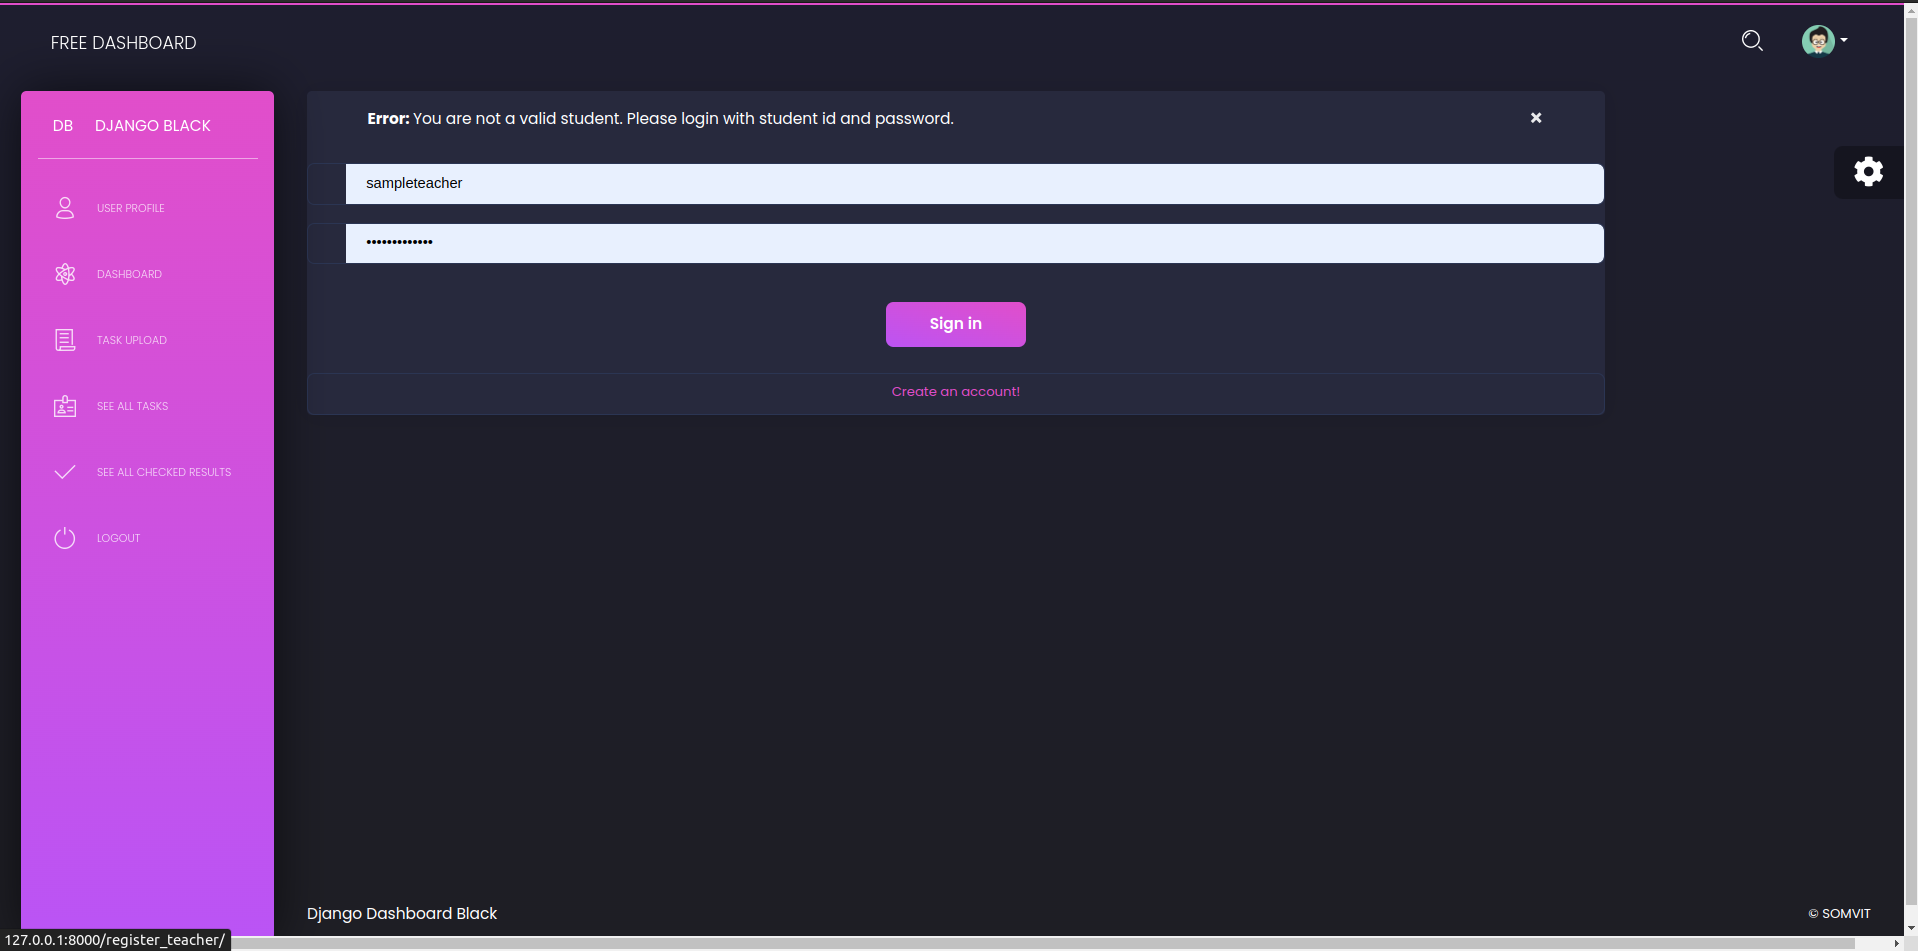 FREE DASHBOARD
DB DJANGO BLACK
USER PROFILE
DASHBOARD
TASK UPLOAD
SEE ALL TASKS
SEE ALL CHECKED RESULTS
LOGOUT
Error: You are not a valid student. Please login with student id and password.
sampleteacher
•••••••••••••
Sign in
Create an account!
Django Dashboard Black
© SOMVIT
127.0.0.1:8000/register_teacher/